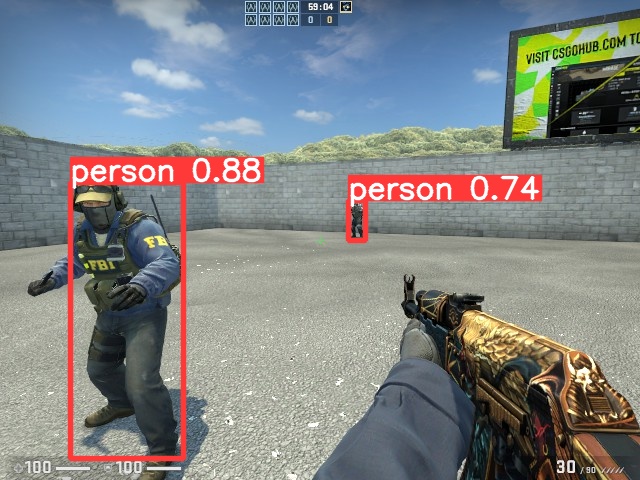 59:04
0 0
VISIT CSGOHUB.COM TO
person 0.88
person 0.74
FBI
FB
100
100
30 / 90